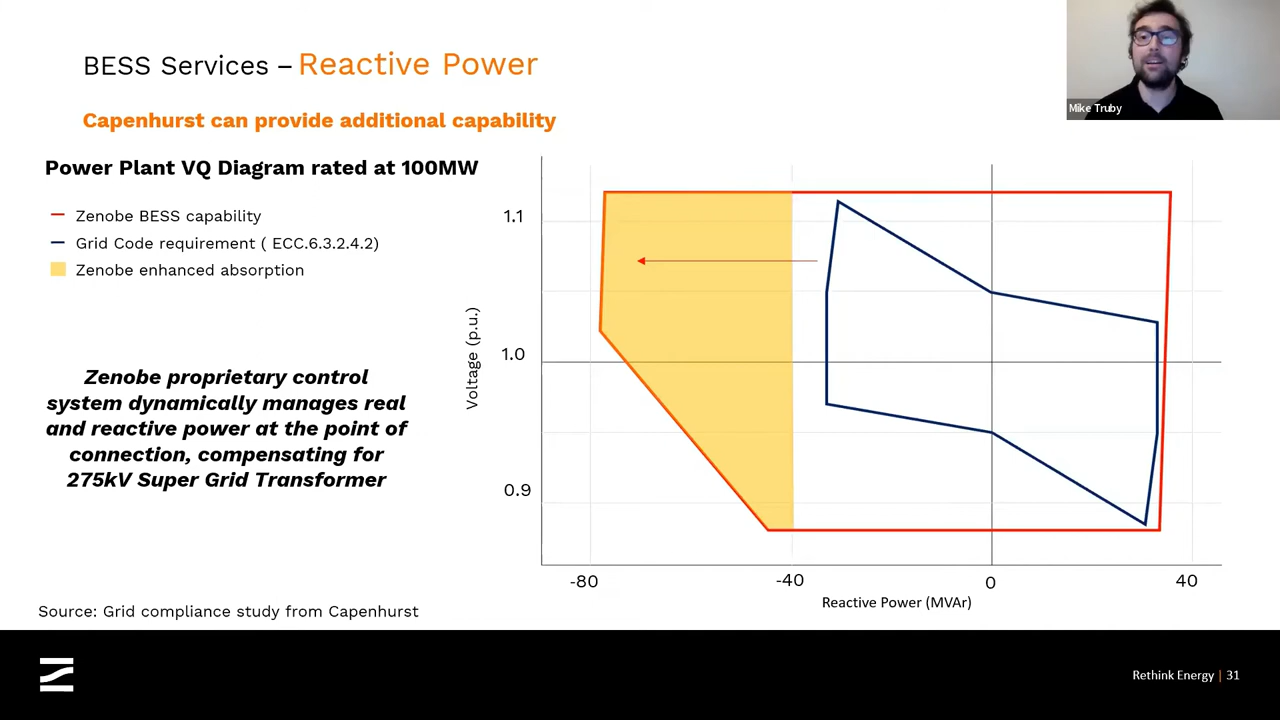 BESS Services – Reactive Power
Mike Truby
Capenhurst can provide additional capability
Power Plant VQ Diagram rated at 100MW
Zenobe BESS capability
Grid Code requirement ( ECC.6.3.2.4.2)
Zenobe enhanced absorption
Zenobe proprietary control
system dynamically manages real
and reactive power at the point of
connection, compensating for
275kV Super Grid Transformer
Voltage (p.u.)
1.1
1.0
0.9
-80
-40
0
40
Reactive Power (MVAr)
Source: Grid compliance study from Capenhurst
Rethink Energy | 31